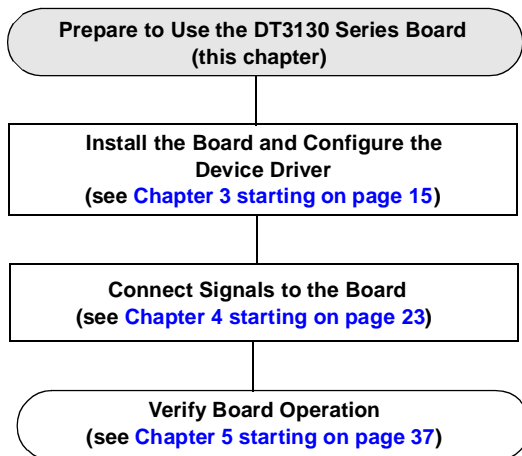 Prepare to Use the DT3130 Series Board
(this chapter)
Install the Board and Configure the
Device Driver
(see Chapter 3 starting on page 15)
Connect Signals to the Board
(see Chapter 4 starting on page 23)
Verify Board Operation
(see Chapter 5 starting on page 37)